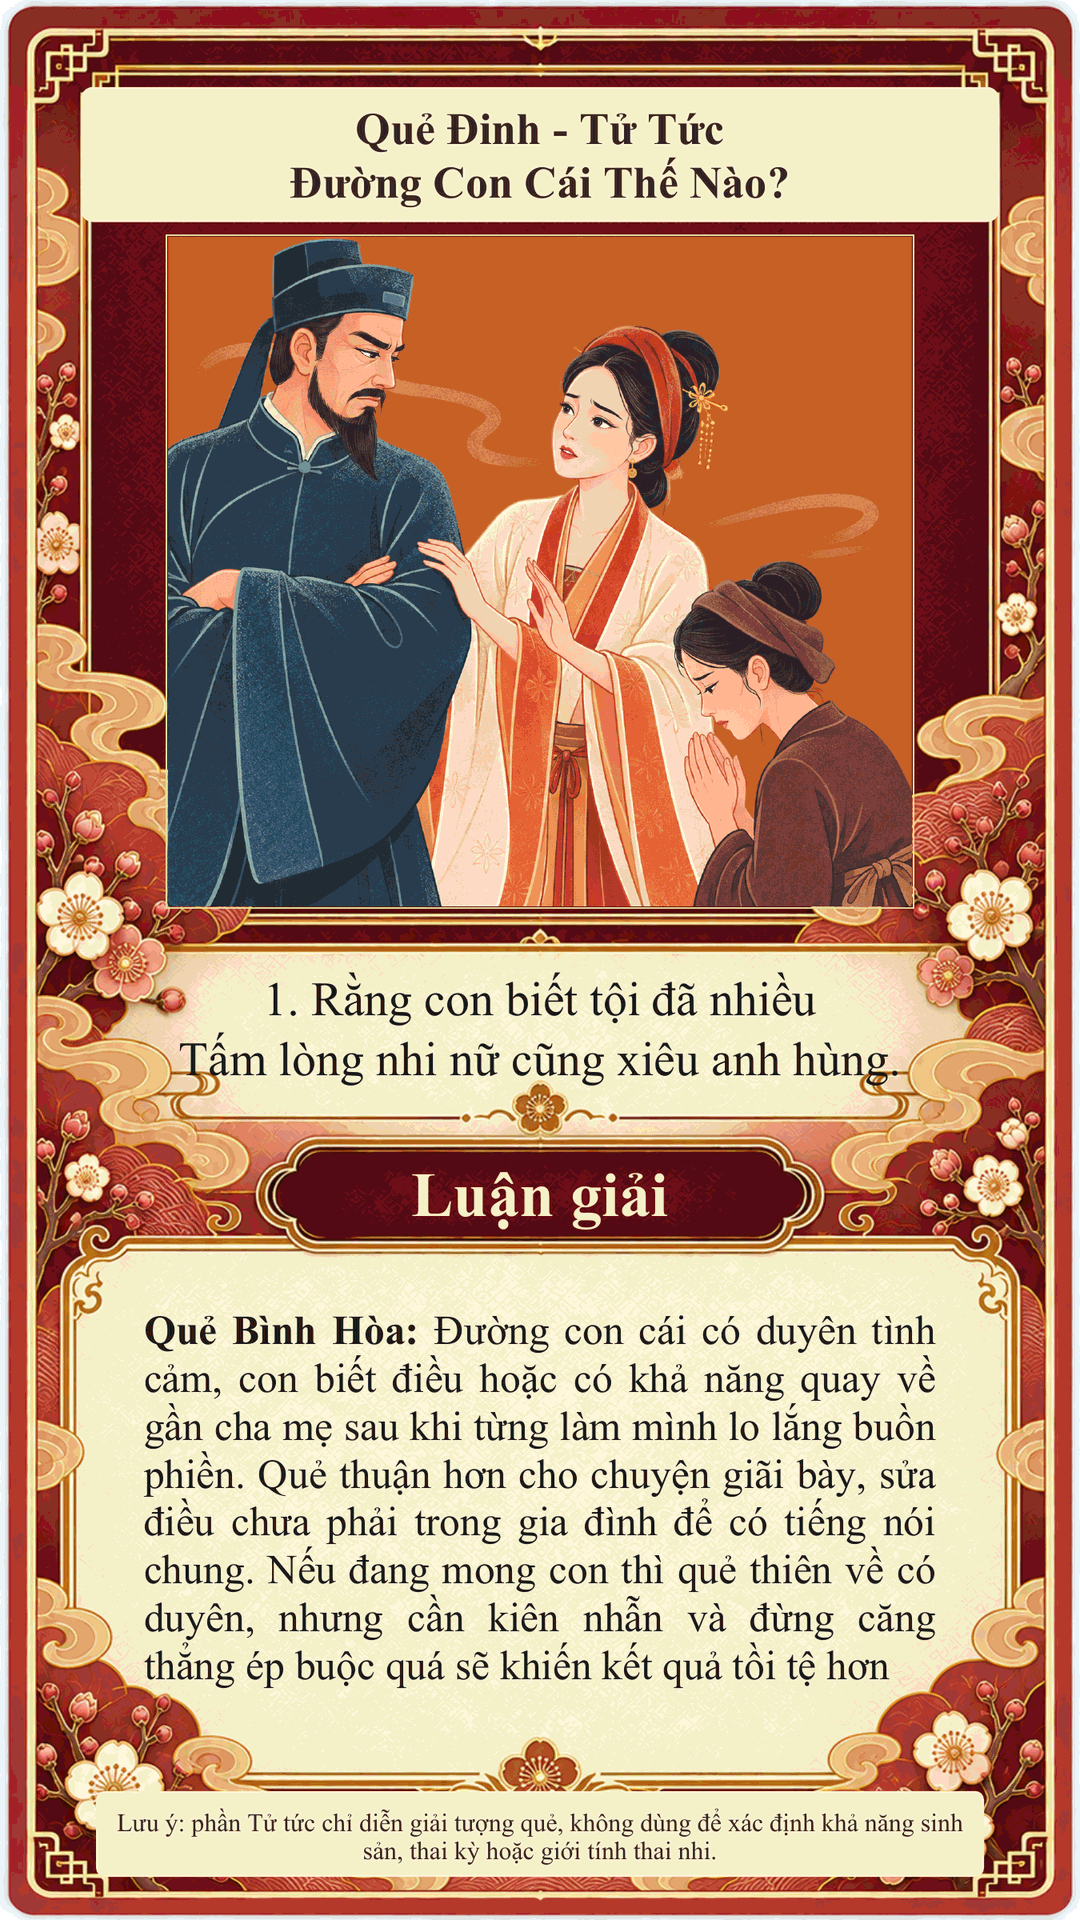 Quẻ Đinh - Tử Tức
Đường Con Cái Thế Nào?
1. Rằng con biết tội đã nhiều
Tấm lòng nhi nữ cũng xiêu anh hùng.
Luận giải
Quẻ Bình Hòa: Đường con cái có duyên tình
cảm, con biết điều hoặc có khả năng quay về
gần cha mẹ sau khi từng làm mình lo lắng buồn
phiền. Quẻ thuận hơn cho chuyện giãi bày, sửa
điều chưa phải trong gia đình để có tiếng nói
chung. Nếu đang mong con thì quẻ thiên về có
duyên, nhưng cần kiên nhẫn và đừng căng
thẳng ép buộc quá sẽ khiến kết quả tồi tệ hơn
Lưu ý: phần Tử tức chỉ diễn giải tượng quẻ, không dùng để xác định khả năng sinh
sản, thai kỳ hoặc giới tính thai nhi.